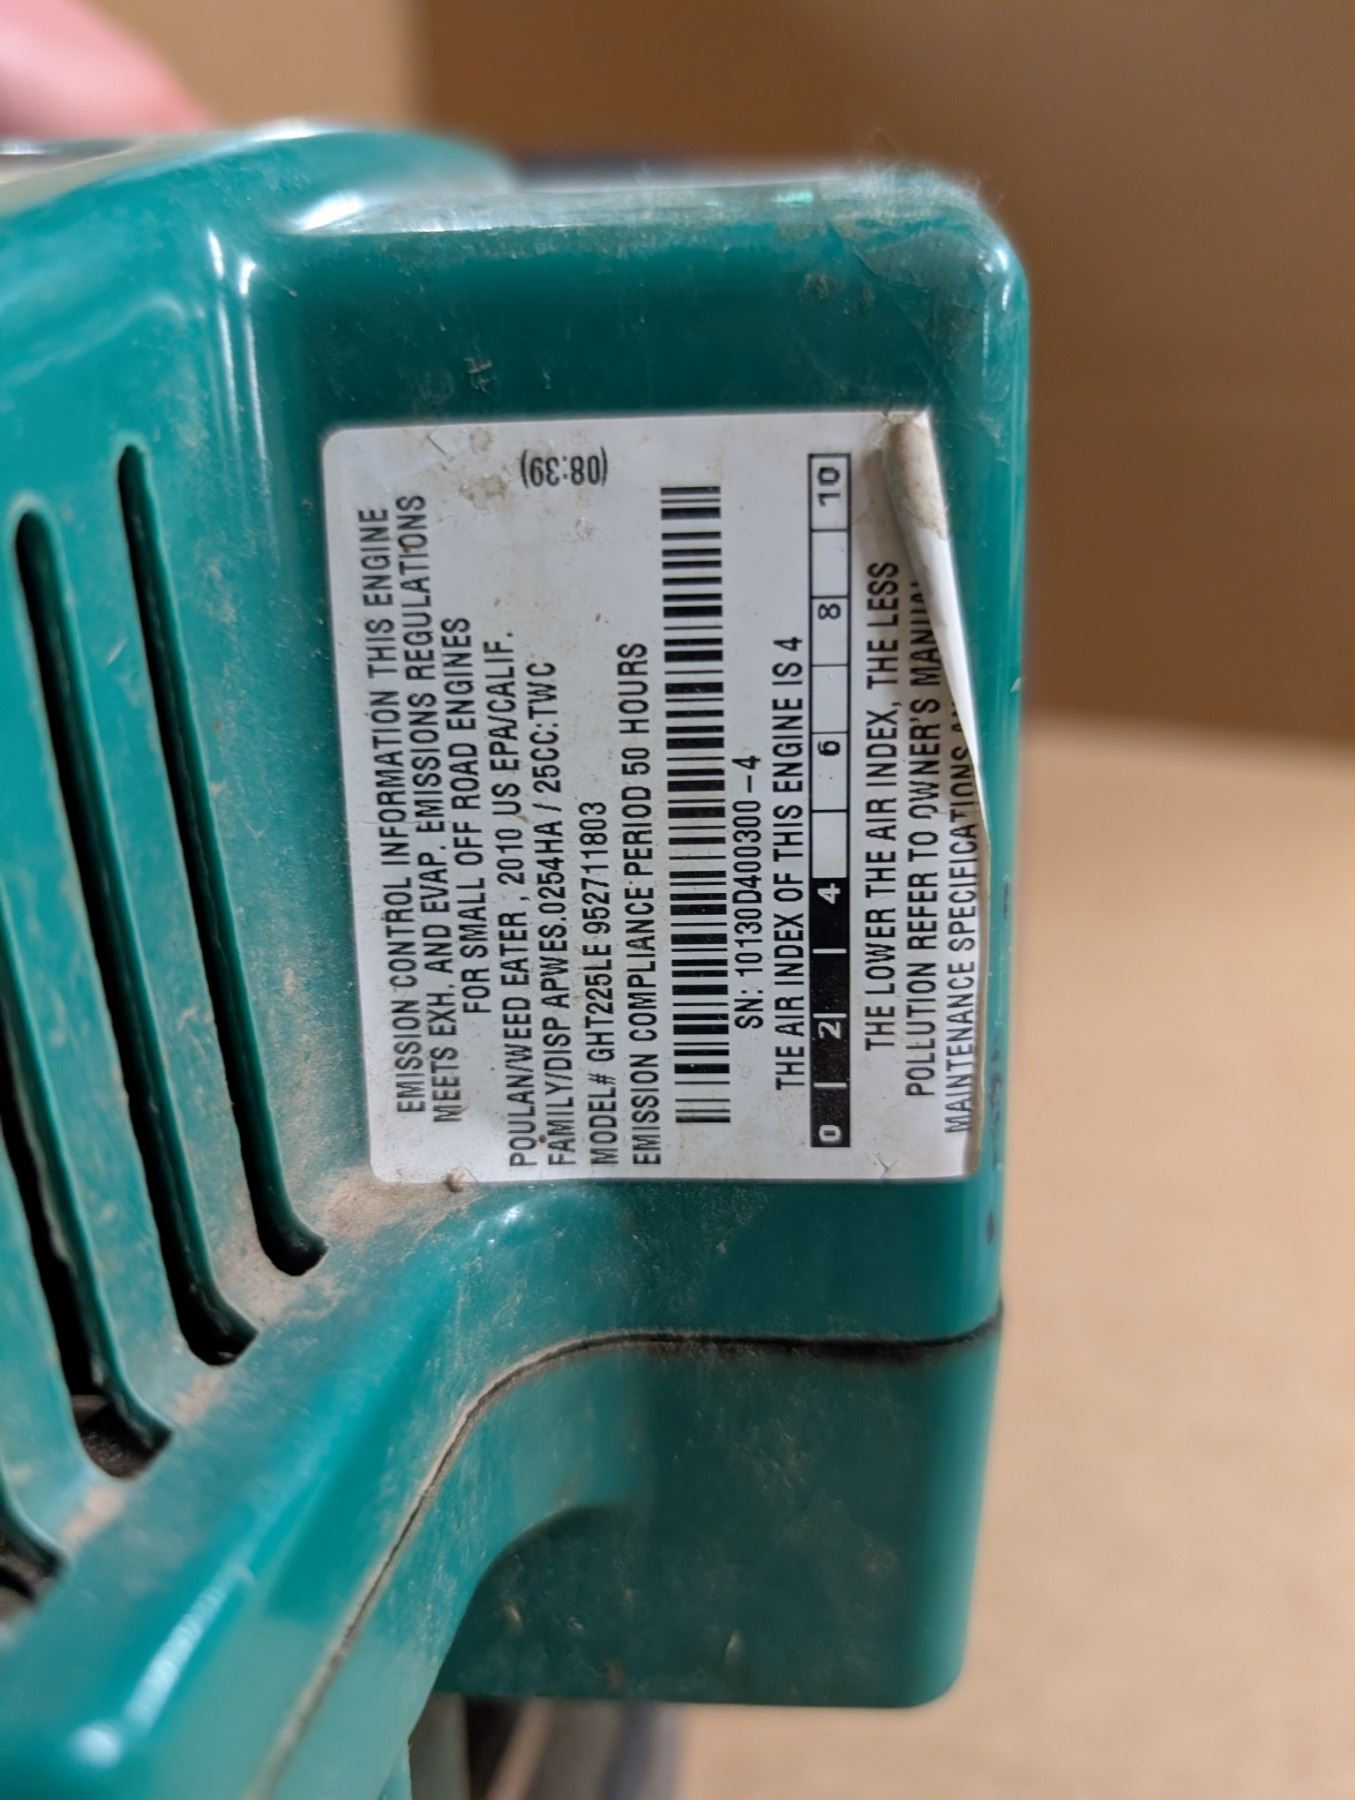 EMISSION CONTROL INFORMATION THIS ENGINE
MEETS EXH. AND EVAP. EMISSIONS REGULATIONS
FOR SMALL OFF ROAD ENGINES
POULAN/WEED EATER , 2010 US EPA/CALIF.
FAMILY/DISP APWES.0254HA / 25CC:TWC
(08:39)
MODEL# GHT225LE 952711803
EMISSION COMPLIANCE PERIOD 50 HOURS
SN: 10130D400300-4
THE AIR INDEX OF THIS ENGINE IS 4
0 2 4 6 8 10
THE LOWER THE AIR INDEX, THE LESS
POLLUTION REFER TO OWNER'S MANUAL
MAINTENANCE SPECIFICATIONS